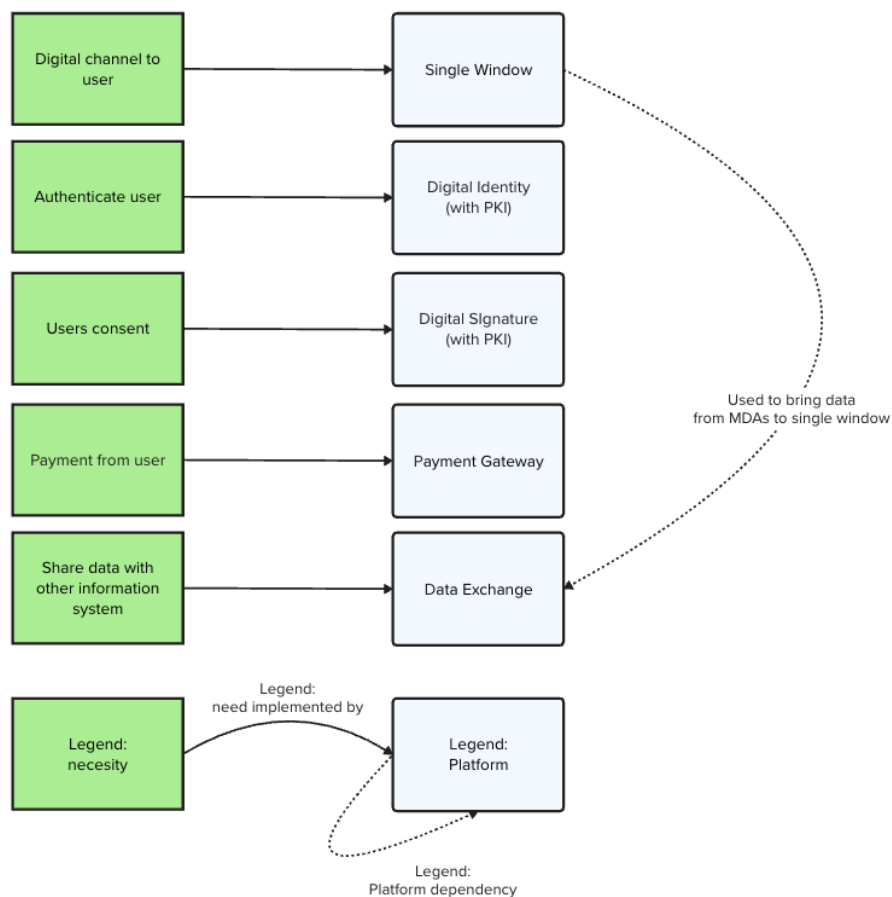 Digital channel to
user
Single Window
Authenticate user
Digital Identity
(with PKI)
Users consent
Digital SIgnature
(with PKI)
Used to bring data
from MDAs to single window
Payment from user
Payment Gateway
Share data with
other information
system
Data Exchange
Legend:
need implemented by
Legend:
necesity
Legend:
Platform
Legend:
Platform dependency